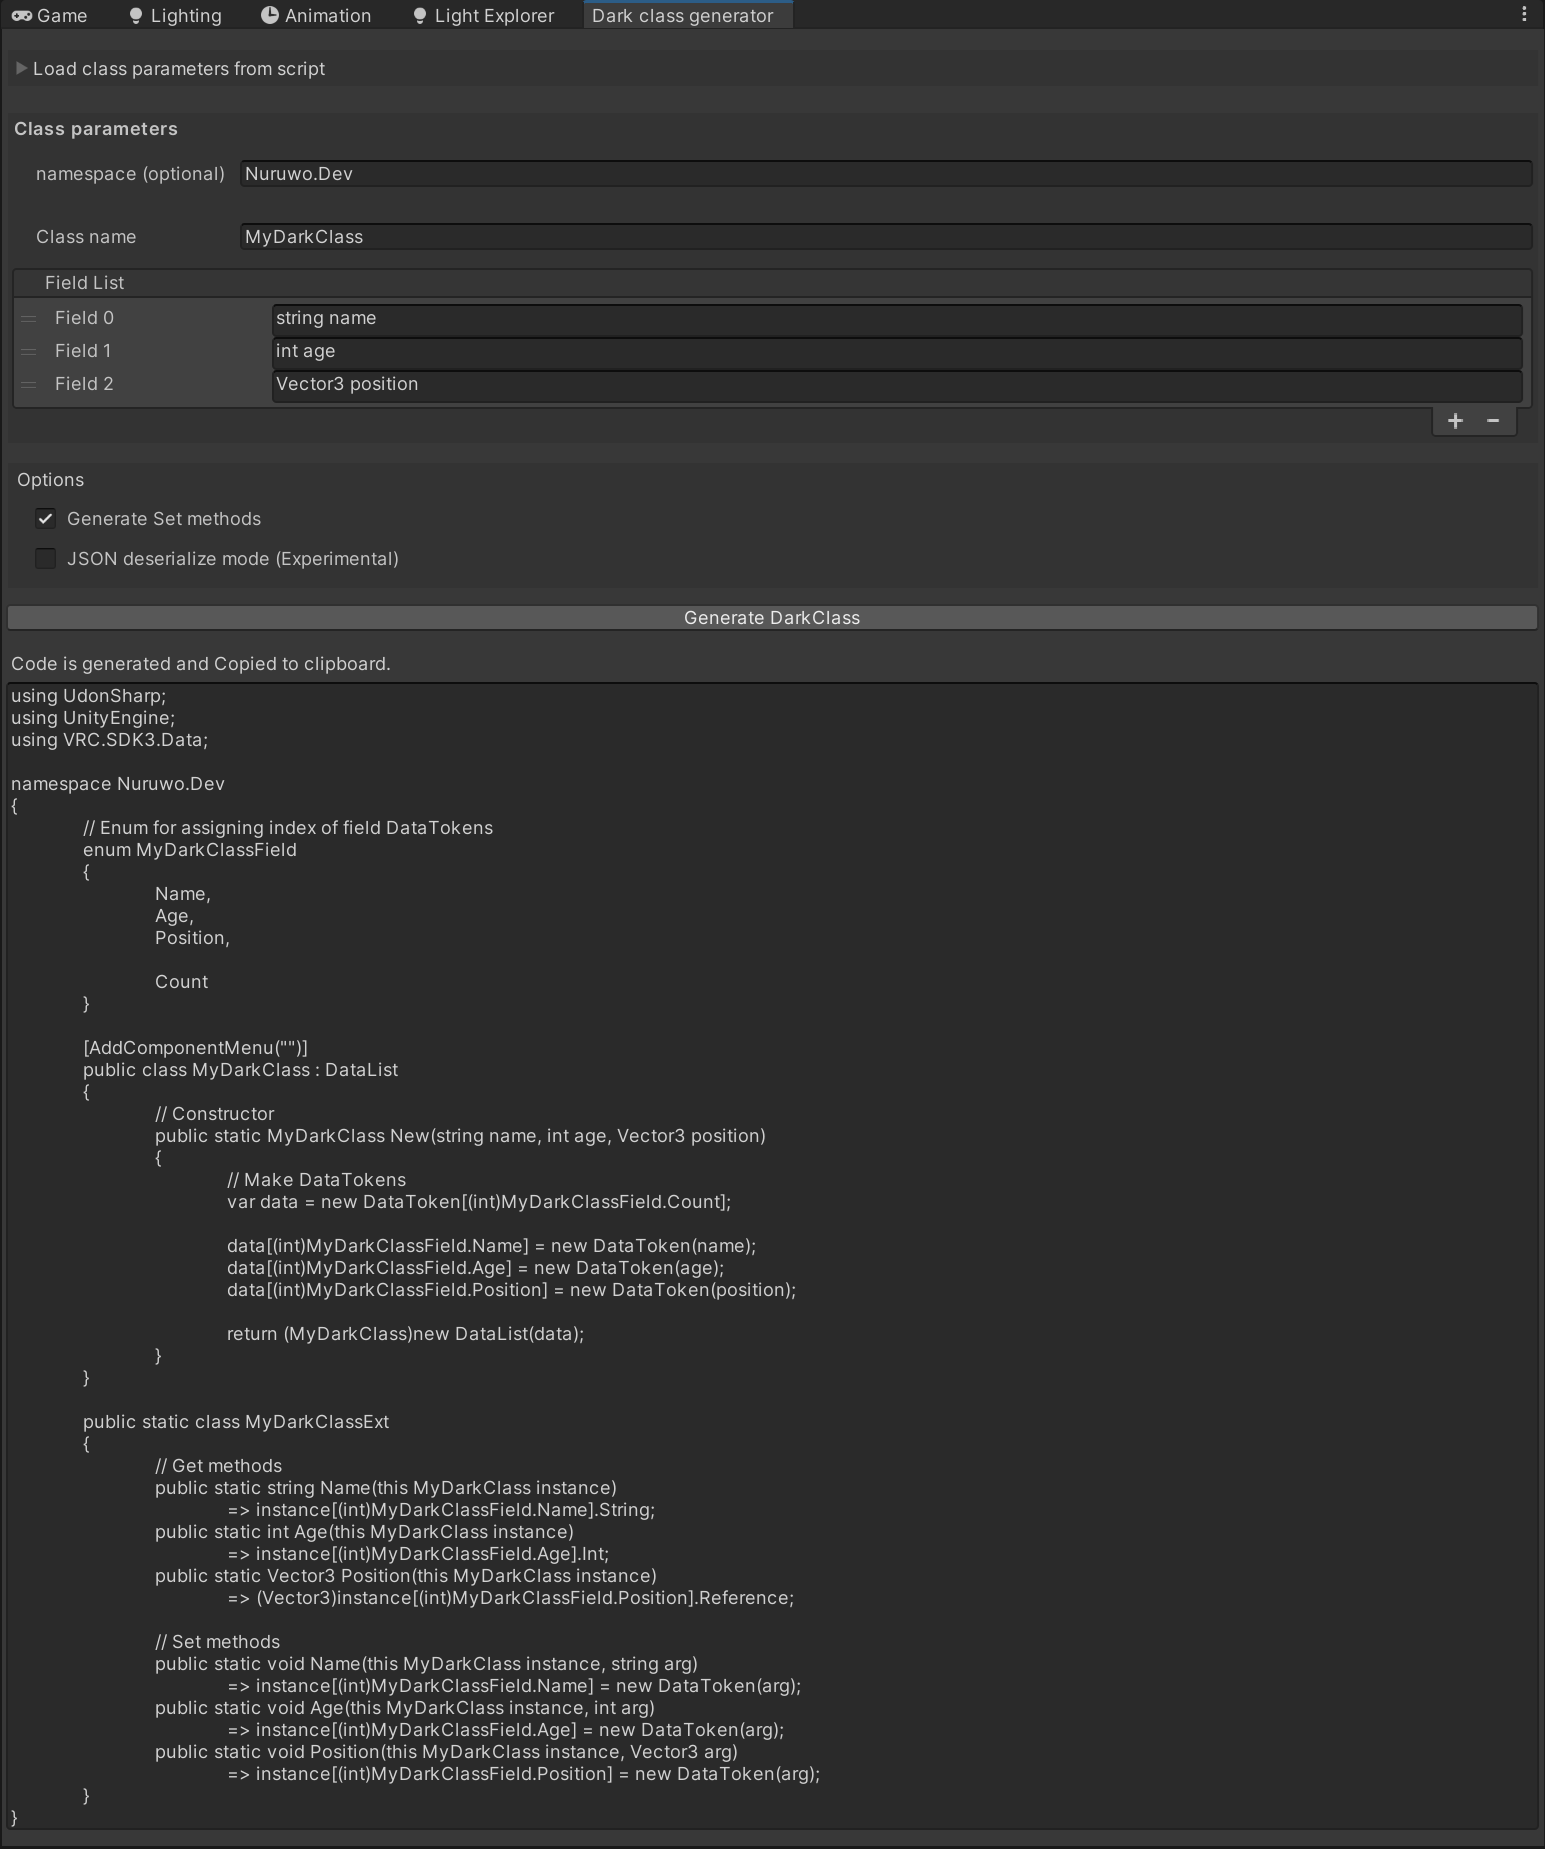 Game Lighting Animation Light Explorer Dark class generator
Load class parameters from script
Class parameters
namespace (optional) Nuruwo.Dev
Class name MyDarkClass
Field List
Field 0 string name
Field 1 int age
Field 2 Vector3 position
+ −
Options
Generate Set methods
JSON deserialize mode (Experimental)
Generate DarkClass
Code is generated and Copied to clipboard.
using UdonSharp;
using UnityEngine;
using VRC.SDK3.Data;

namespace Nuruwo.Dev
{
	// Enum for assigning index of field DataTokens
	enum MyDarkClassField
	{
		Name,
		Age,
		Position,

		Count
	}

	[AddComponentMenu("")]
	public class MyDarkClass : DataList
	{
		// Constructor
		public static MyDarkClass New(string name, int age, Vector3 position)
		{
			// Make DataTokens
			var data = new DataToken[(int)MyDarkClassField.Count];

			data[(int)MyDarkClassField.Name] = new DataToken(name);
			data[(int)MyDarkClassField.Age] = new DataToken(age);
			data[(int)MyDarkClassField.Position] = new DataToken(position);

			return (MyDarkClass)new DataList(data);
		}
	}

	public static class MyDarkClassExt
	{
		// Get methods
		public static string Name(this MyDarkClass instance)
			=> instance[(int)MyDarkClassField.Name].String;
		public static int Age(this MyDarkClass instance)
			=> instance[(int)MyDarkClassField.Age].Int;
		public static Vector3 Position(this MyDarkClass instance)
			=> (Vector3)instance[(int)MyDarkClassField.Position].Reference;

		// Set methods
		public static void Name(this MyDarkClass instance, string arg)
			=> instance[(int)MyDarkClassField.Name] = new DataToken(arg);
		public static void Age(this MyDarkClass instance, int arg)
			=> instance[(int)MyDarkClassField.Age] = new DataToken(arg);
		public static void Position(this MyDarkClass instance, Vector3 arg)
			=> instance[(int)MyDarkClassField.Position] = new DataToken(arg);
	}
}